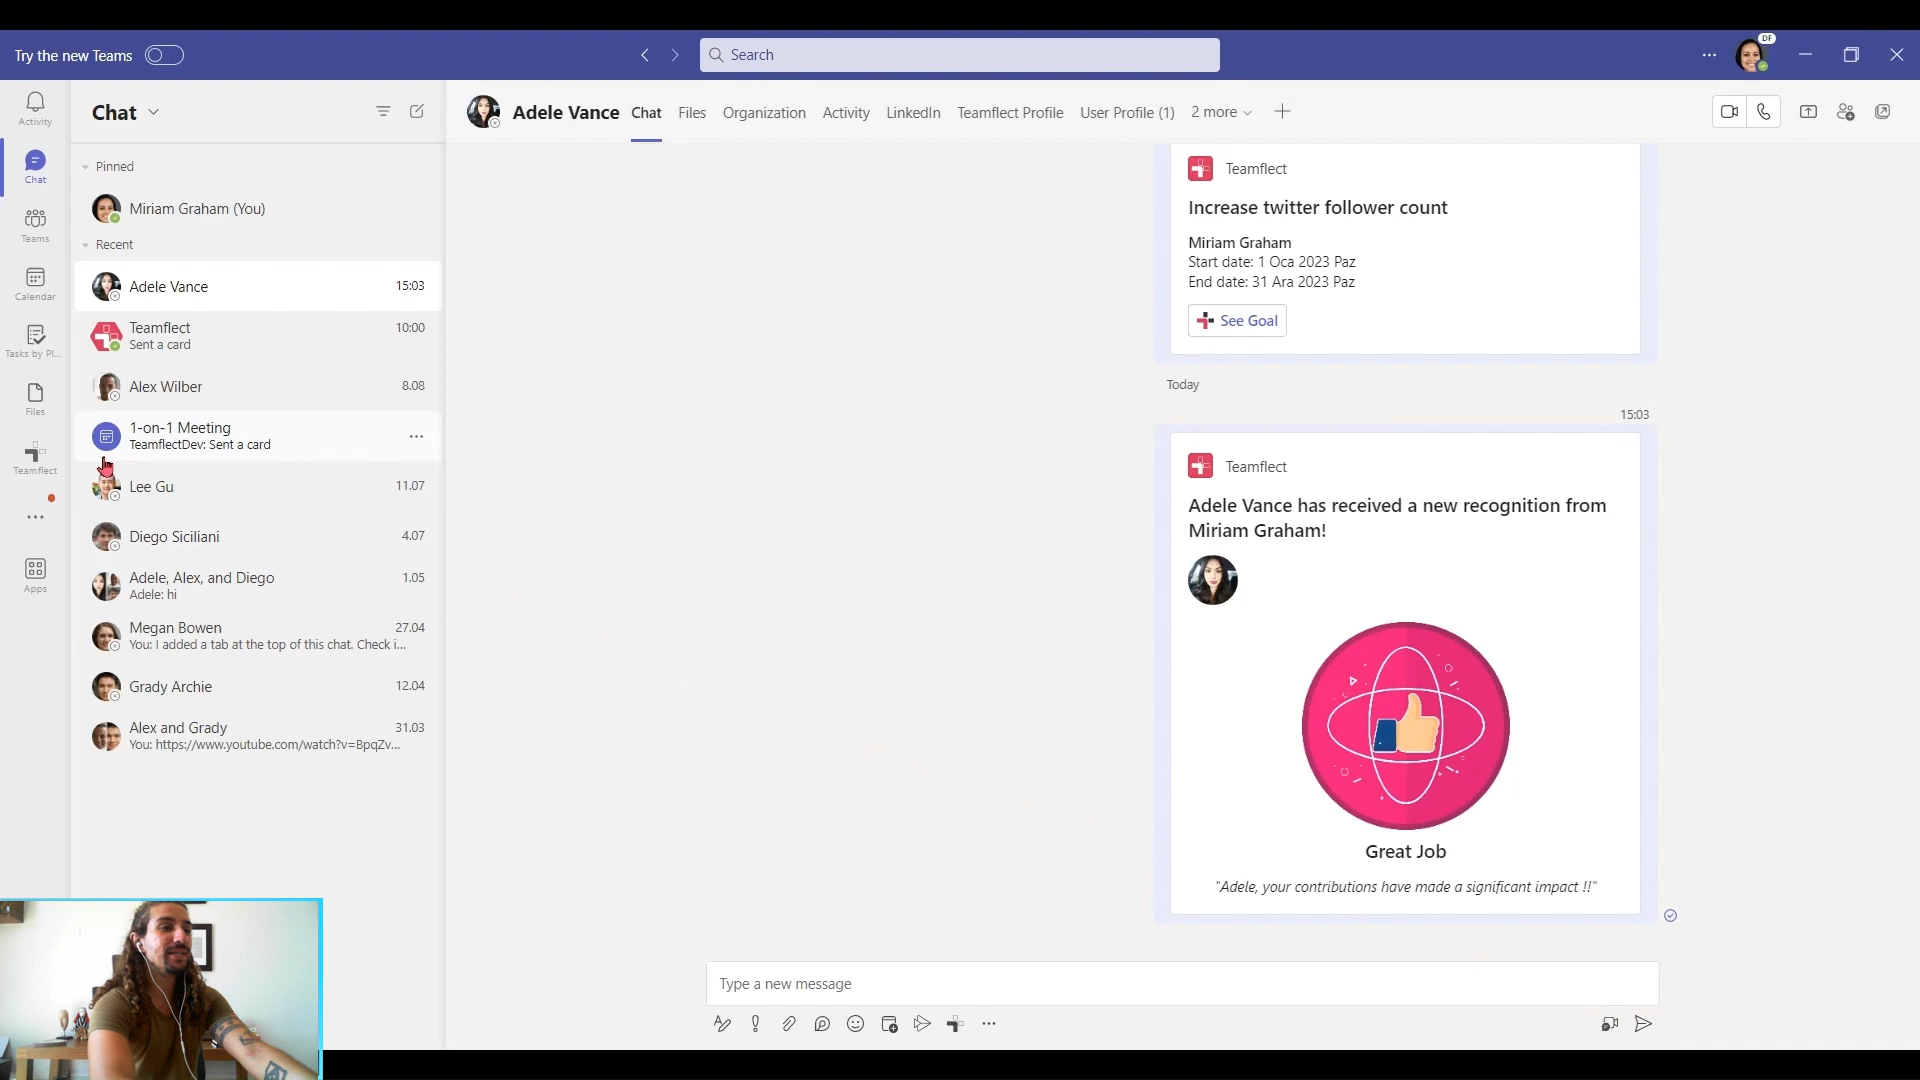 Try the new Teams
Search
DF
Activity
Chat
Teams
Calendar
Tasks by Pl...
Files
Teamflect
Apps
Chat
Pinned
Miriam Graham (You)
Recent
Adele Vance 15:03
Teamflect 10:00
Sent a card
Alex Wilber 8.08
1-on-1 Meeting
TeamflectDev: Sent a card
Lee Gu 11.07
Diego Siciliani 4.07
Adele, Alex, and Diego 1.05
Adele: hi
Megan Bowen 27.04
You: I added a tab at the top of this chat. Check i...
Grady Archie 12.04
Alex and Grady 31.03
You: https://www.youtube.com/watch?v=BpqZv...
Adele Vance Chat Files Organization Activity LinkedIn Teamflect Profile User Profile (1) 2 more
Teamflect
Increase twitter follower count
Miriam Graham
Start date: 1 Oca 2023 Paz
End date: 31 Ara 2023 Paz
See Goal
Today
15:03
Teamflect
Adele Vance has received a new recognition from
Miriam Graham!
Great Job
"Adele, your contributions have made a significant impact !!"
Type a new message